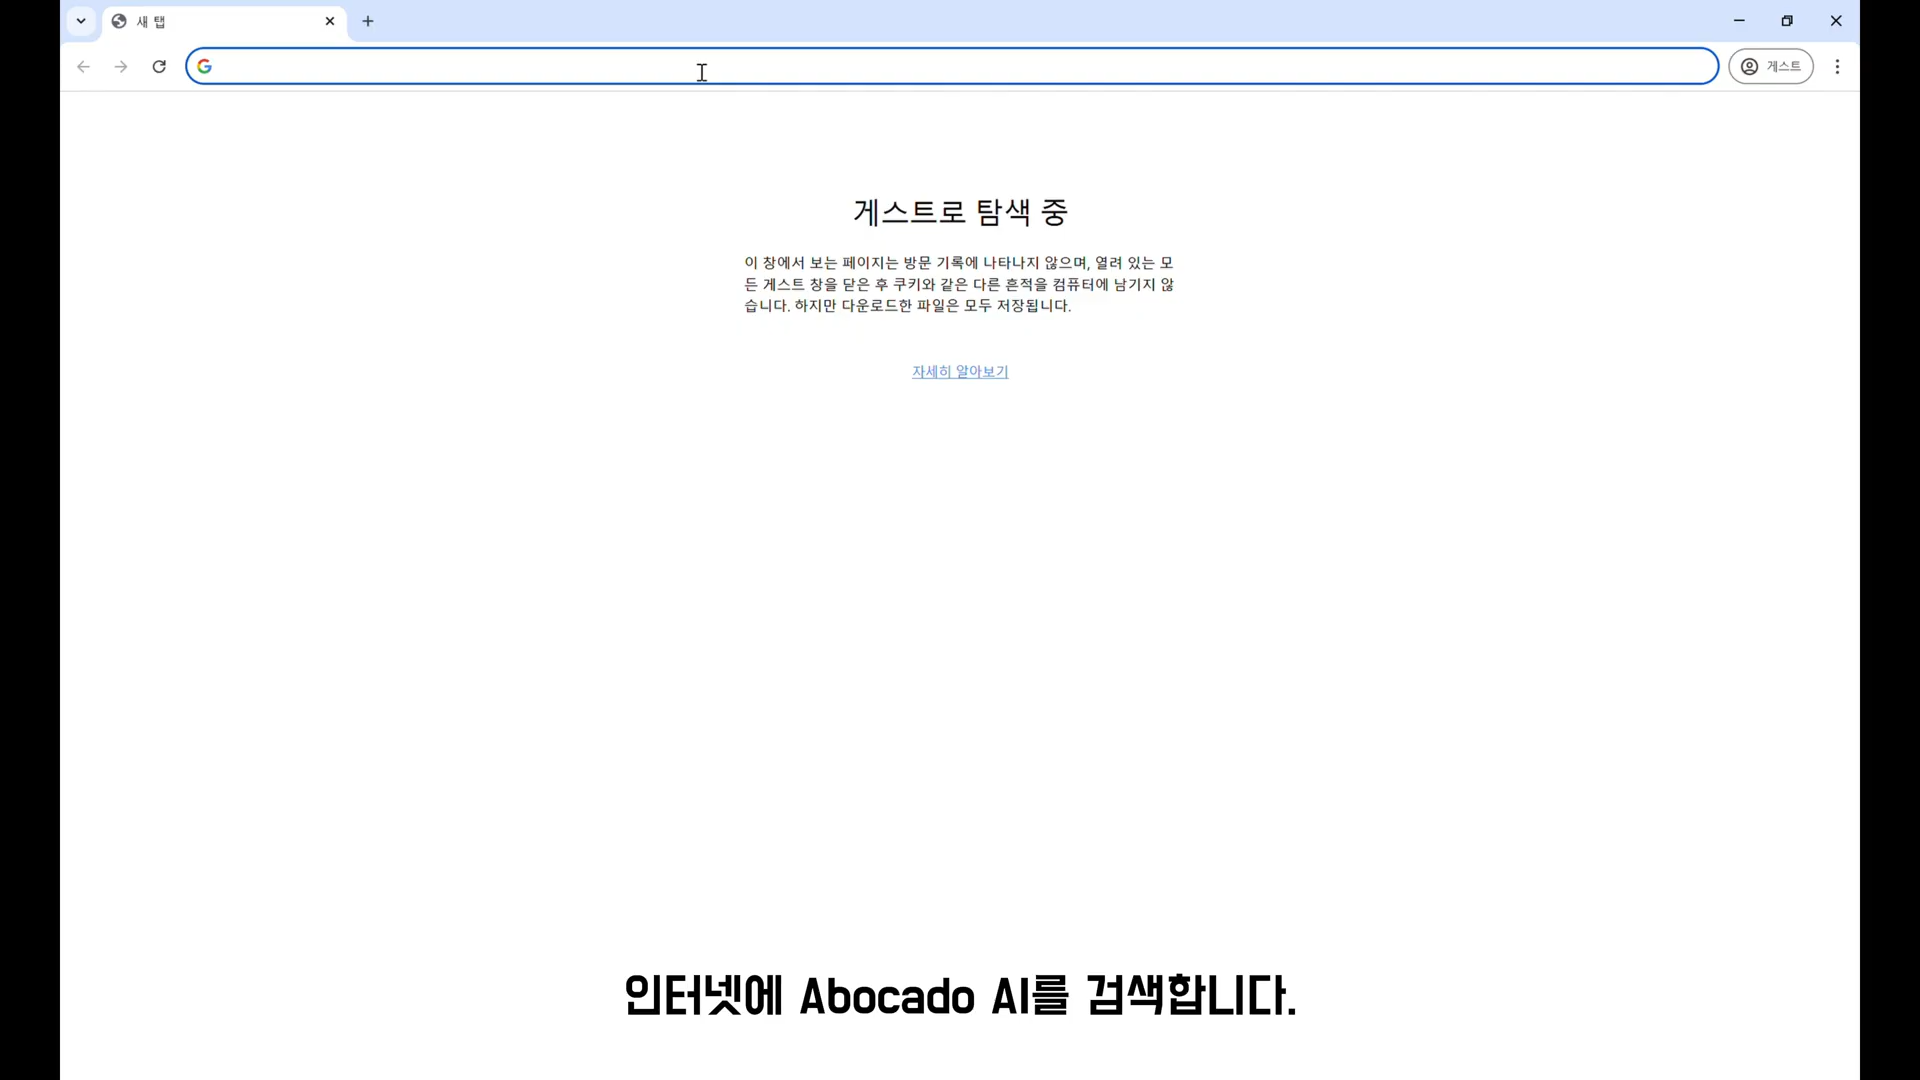 새 탭
게스트
게스트로 탐색 중
이 창에서 보는 페이지는 방문 기록에 나타나지 않으며, 열려 있는 모
든 게스트 창을 닫은 후 쿠키와 같은 다른 흔적을 컴퓨터에 남기지 않
습니다. 하지만 다운로드한 파일은 모두 저장됩니다.
자세히 알아보기
인터넷에 Abocado AI를 검색합니다.